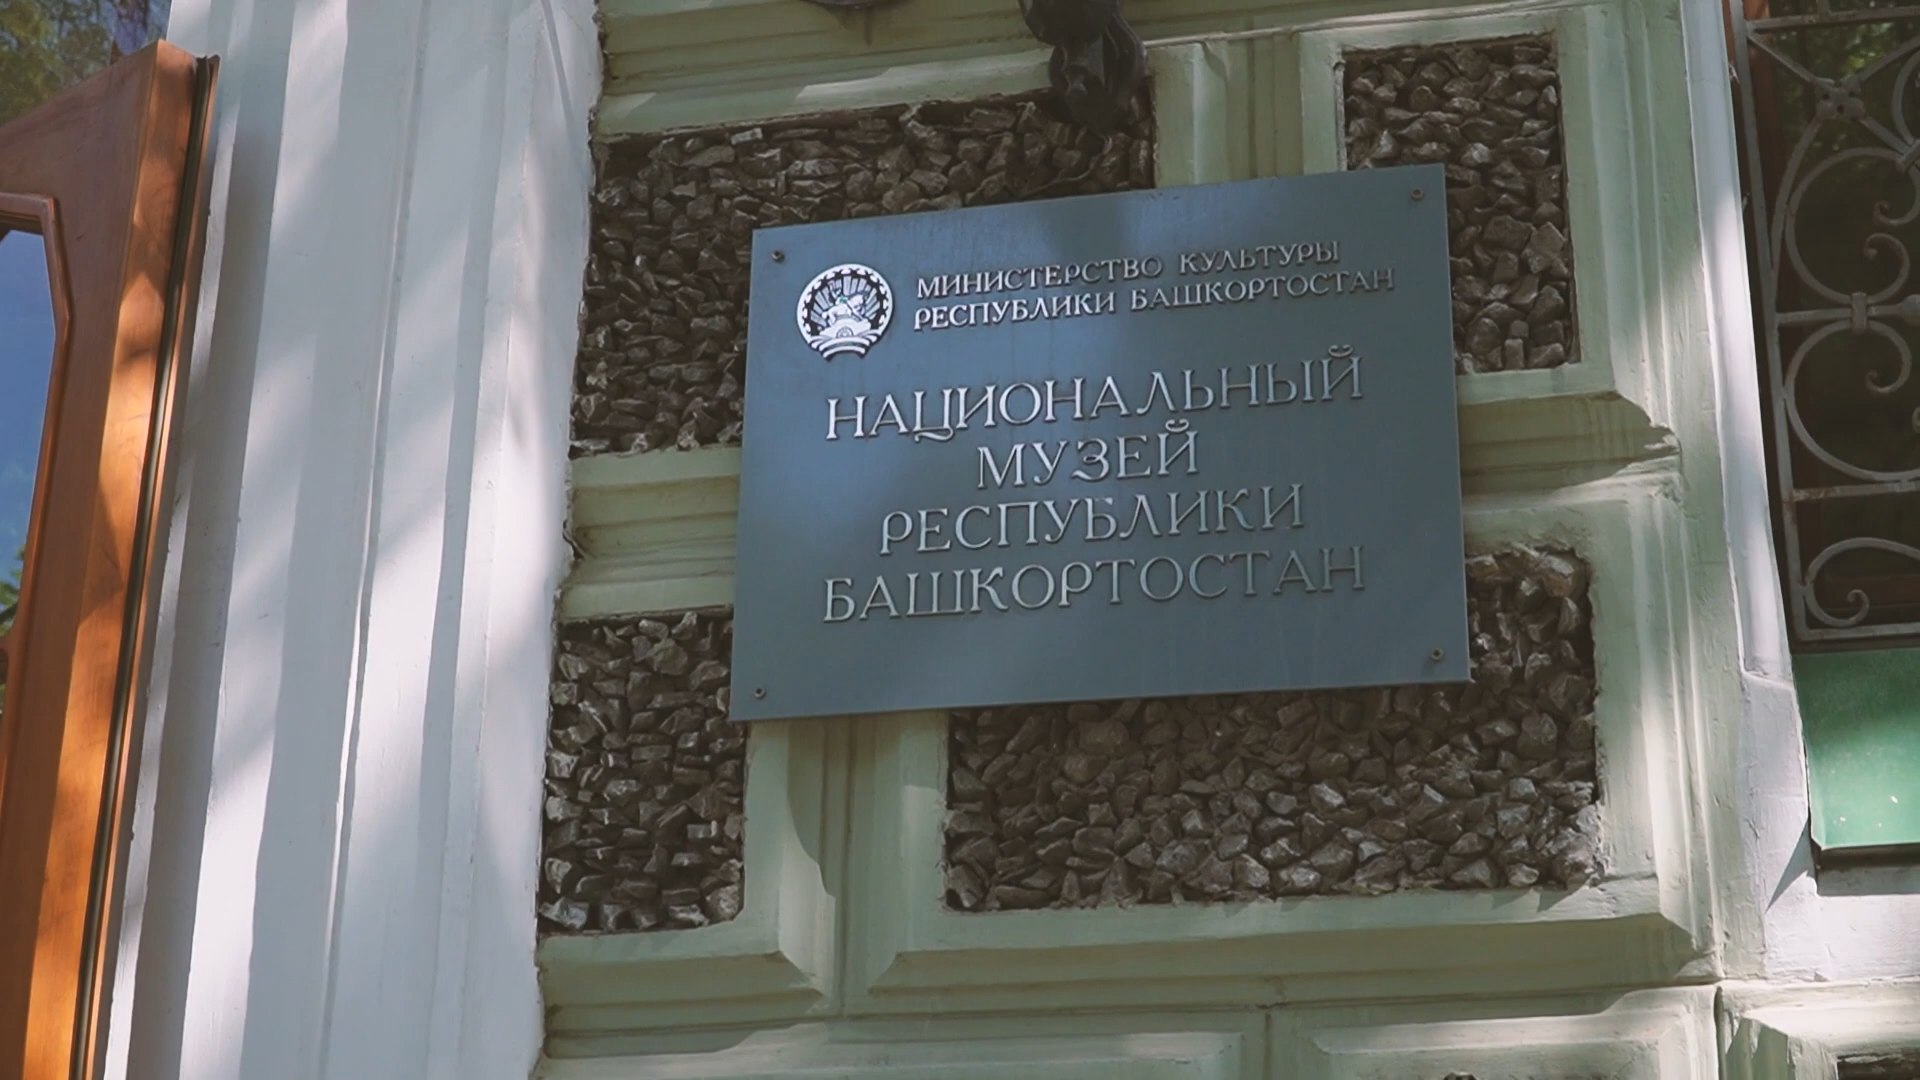 МИНИСТЕРСТВО КУЛЬТУРЫ
РЕСПУБЛИКИ БАШКОРТОСТАН
НАЦИОНАЛЬНЫЙ
МУЗЕЙ
РЕСПУБЛИКИ
БАШКОРТОСТАН